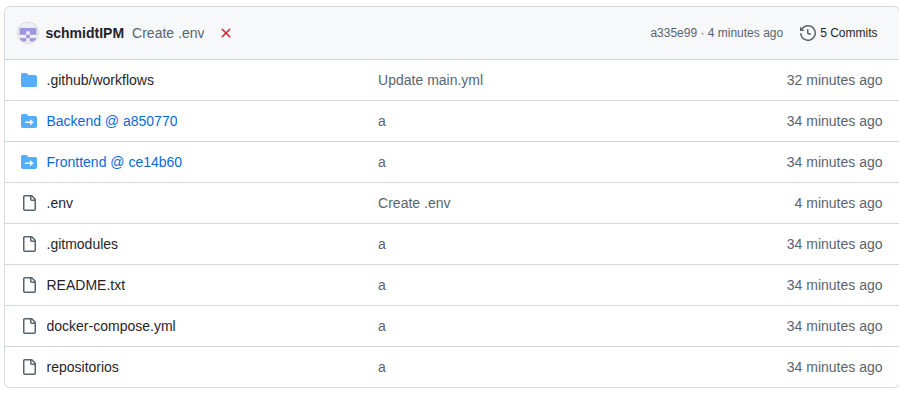 schmidtIPM Create .env a335e99 · 4 minutes ago 5 Commits
.github/workflows Update main.yml 32 minutes ago
Backend @ a850770 a 34 minutes ago
Fronttend @ ce14b60 a 34 minutes ago
.env Create .env 4 minutes ago
.gitmodules a 34 minutes ago
README.txt a 34 minutes ago
docker-compose.yml a 34 minutes ago
repositorios a 34 minutes ago